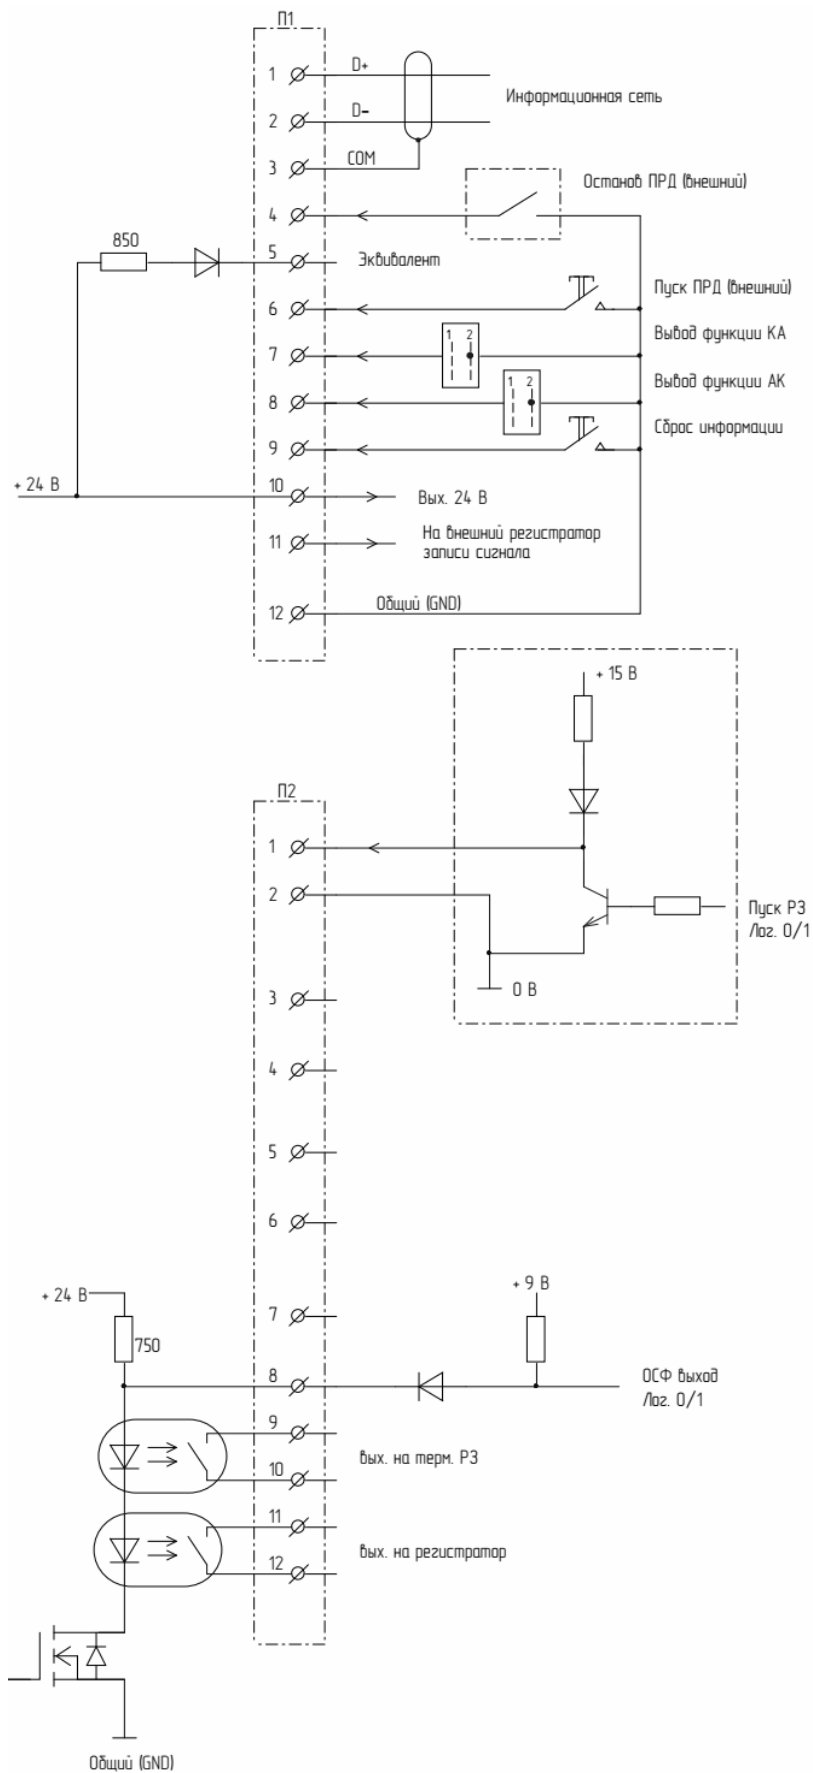 П1
1 D+
Информационная сеть
2 D-
3 COM
Останов ПРД (внешний)
4
850
5 Эквивалент
Пуск ПРД (внешний)
6
Вывод функции КА
1 2
7
Вывод функции АК
1 2
8
Сброс информации
9
+ 24 В
10 Вых. 24 В
11 На внешний регистратор
записи сигнала
12 Общий (GND)
+ 15 В
П2
1
2
Пуск РЗ
Лог. 0/1
0 В
3
4
5
6
+ 24 В
+ 9 В
7
750
8
ОСФ выход
Лог. 0/1
9
вых. на терм. РЗ
10
11
вых. на регистратор
12
Общий (GND)